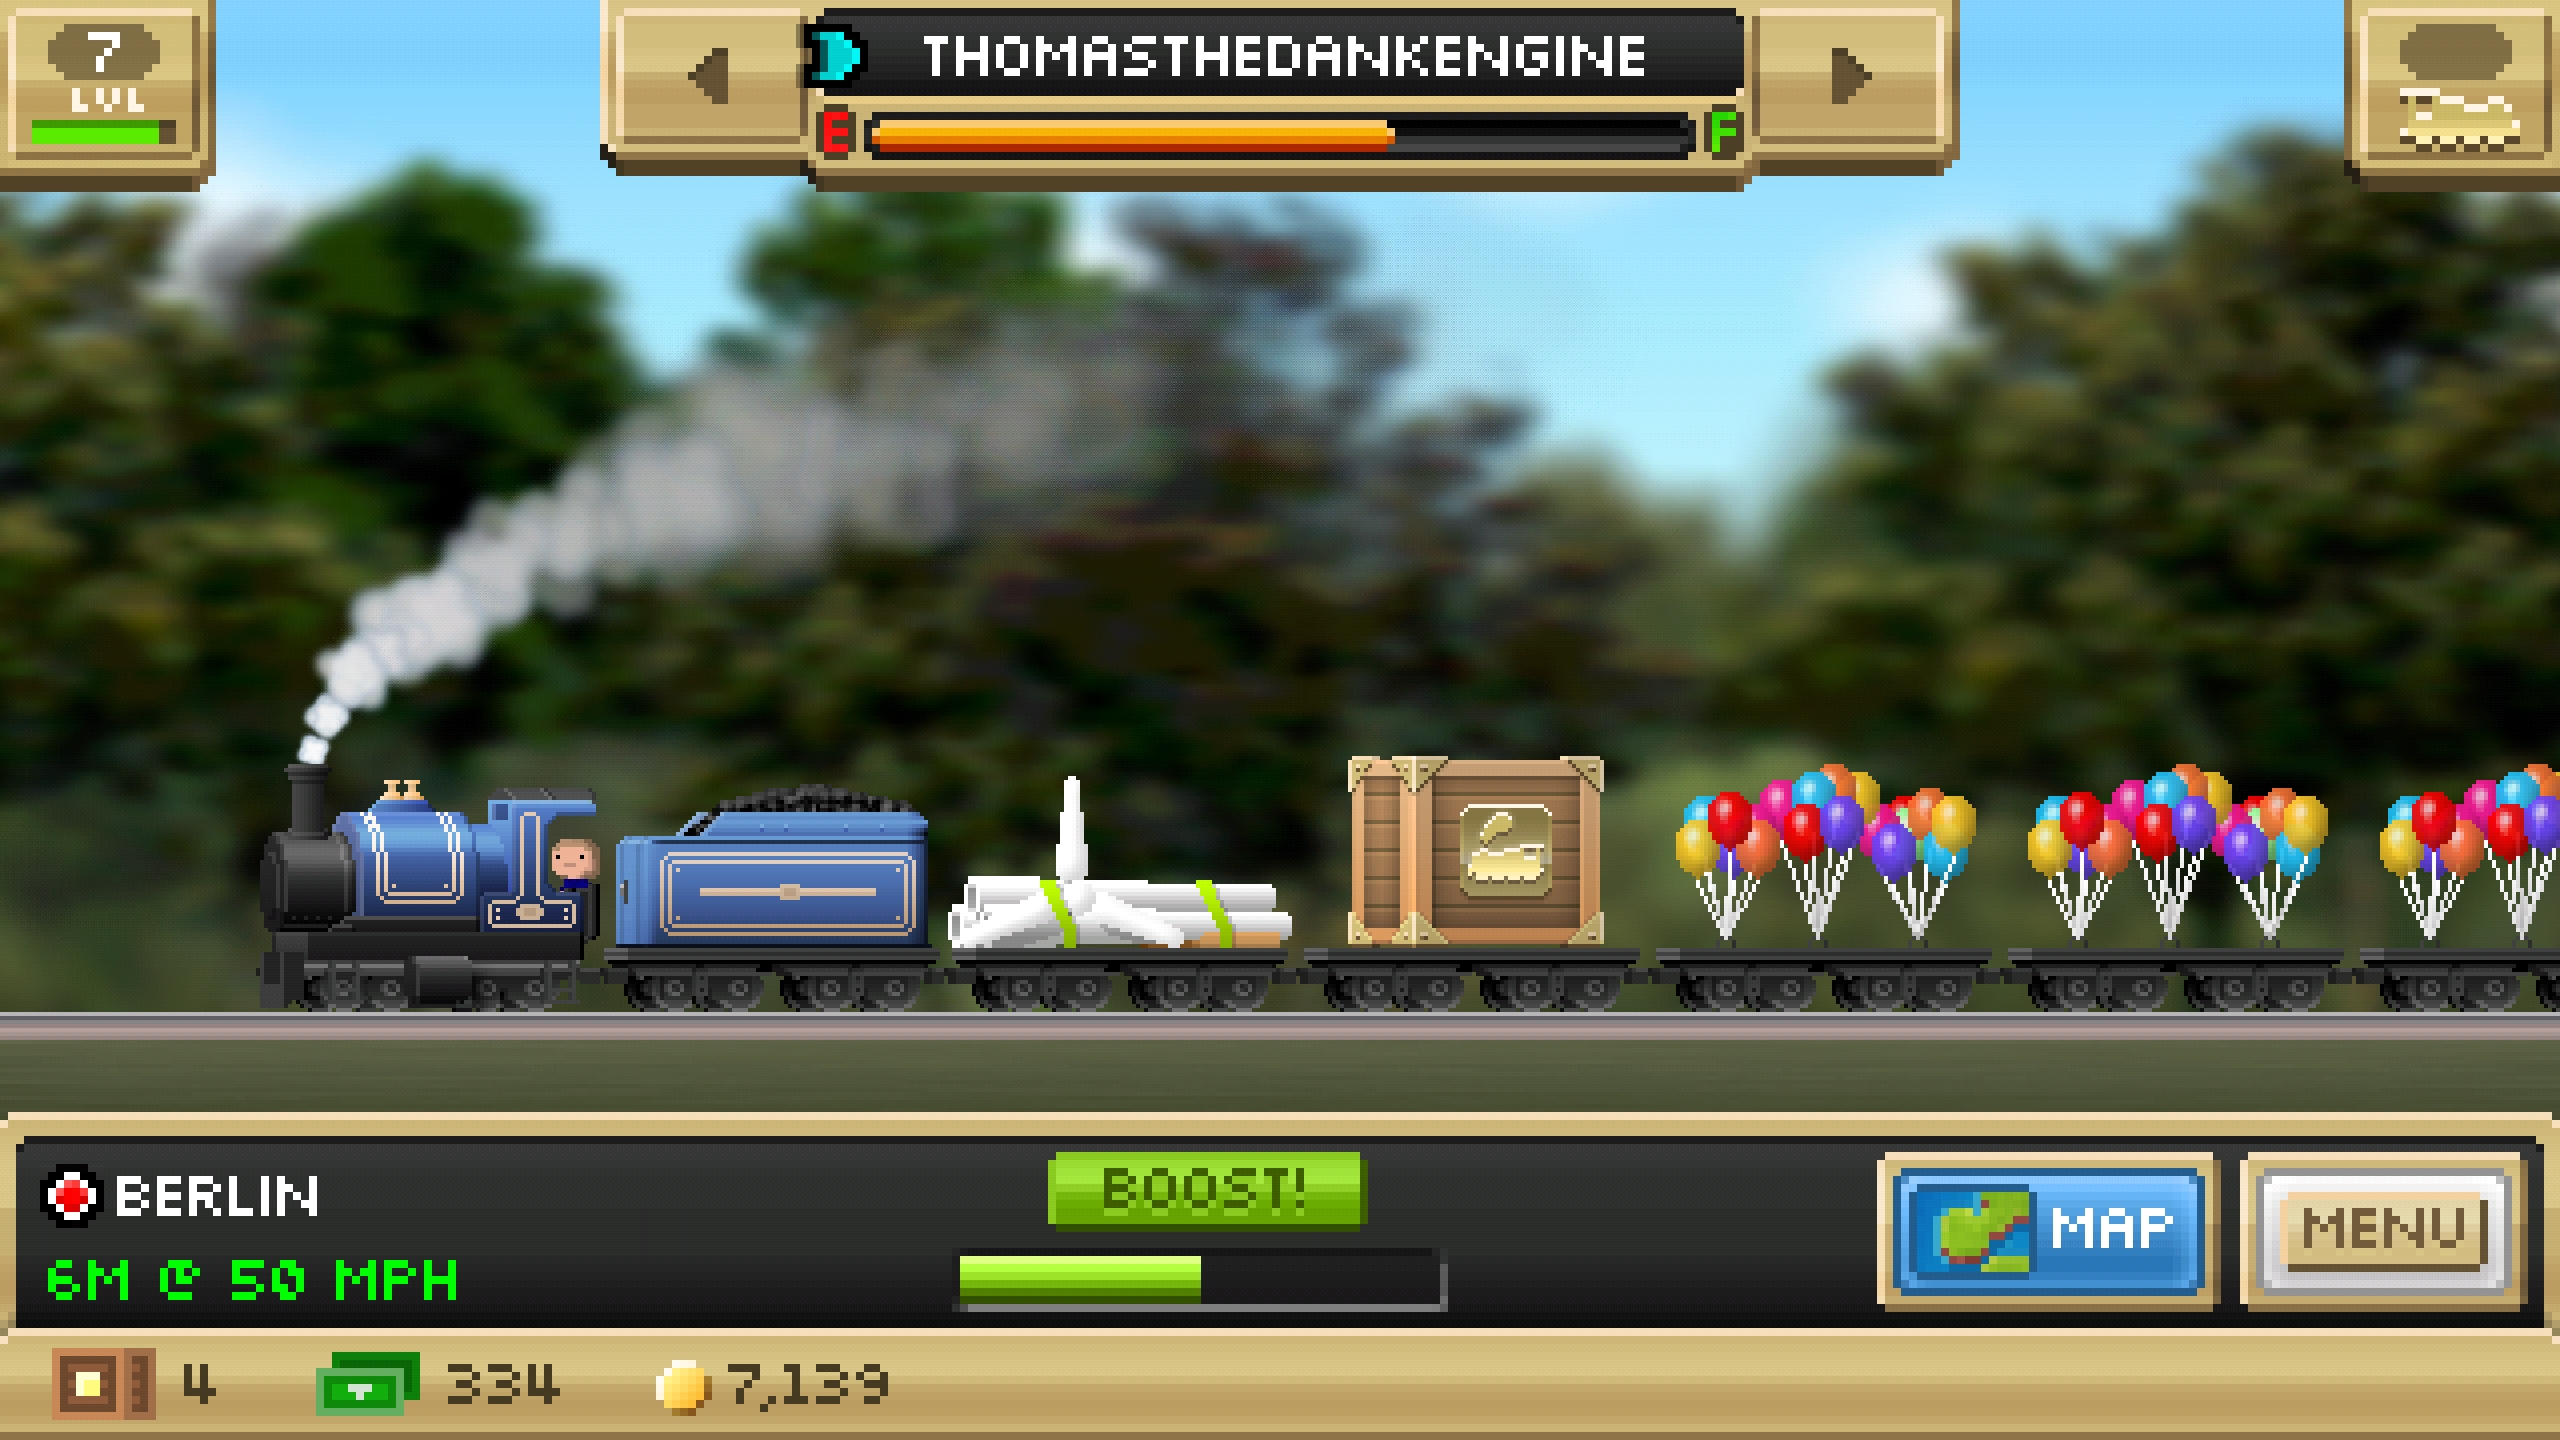 7
LVL
THOMASTHEDANKENGINE
E F
BERLIN
BOOST!
6M @ 50 MPH
MAP
MENU
4 334 7,139